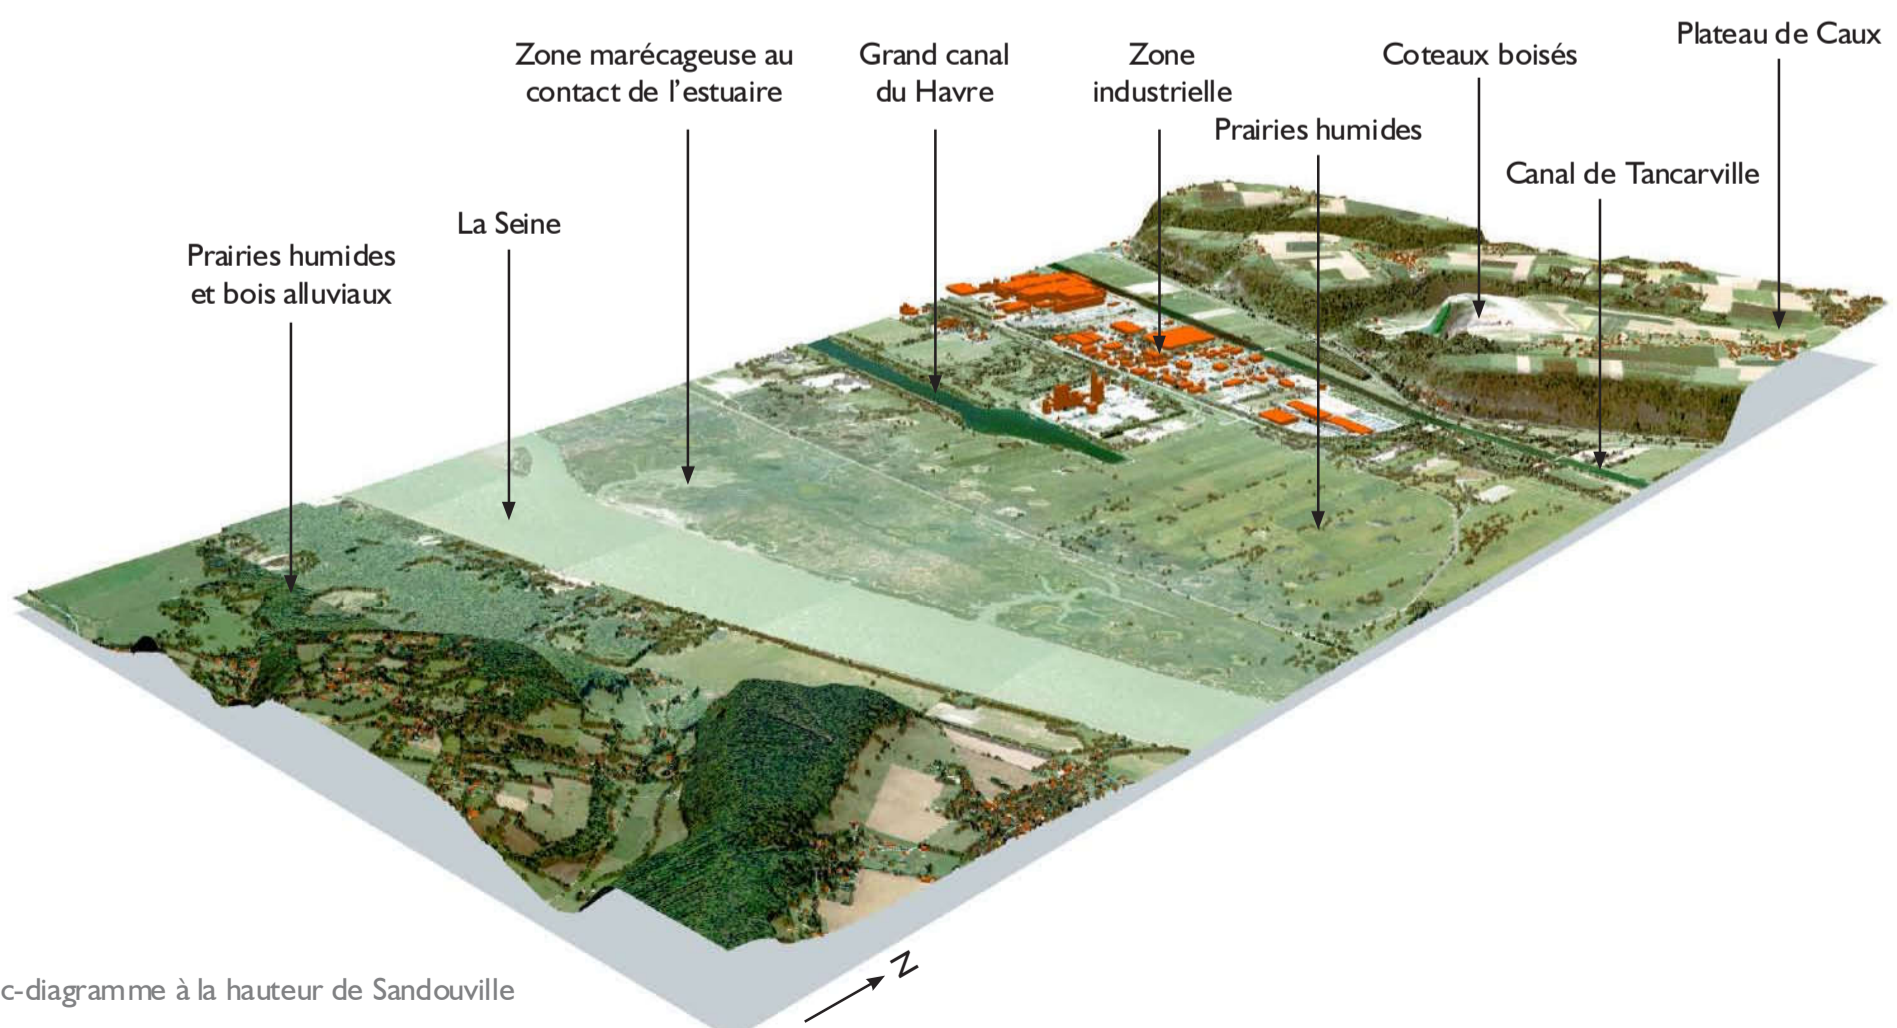 Plateau de Caux
Zone marécageuse au
contact de l'estuaire
Grand canal
du Havre
Zone
industrielle
Coteaux boisés
Prairies humides
Canal de Tancarville
La Seine
Prairies humides
et bois alluviaux
N
c-diagramme à la hauteur de Sandouville